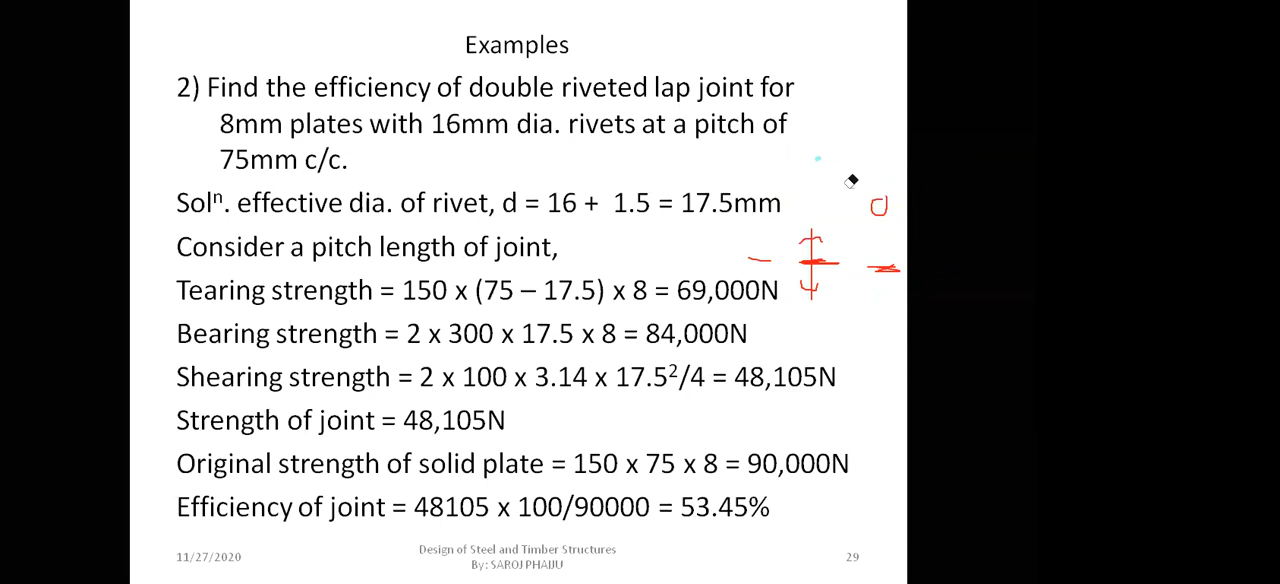 Examples
2) Find the efficiency of double riveted lap joint for
8mm plates with 16mm dia. rivets at a pitch of
75mm c/c.
Solⁿ. effective dia. of rivet, d = 16 + 1.5 = 17.5mm
Consider a pitch length of joint,
Tearing strength = 150 x (75 – 17.5) x 8 = 69,000N
Bearing strength = 2 x 300 x 17.5 x 8 = 84,000N
Shearing strength = 2 x 100 x 3.14 x 17.5²/4 = 48,105N
Strength of joint = 48,105N
Original strength of solid plate = 150 x 75 x 8 = 90,000N
Efficiency of joint = 48105 x 100/90000 = 53.45%
11/27/2020
Design of Steel and Timber Structures
By: SAROJ PHAIJU
29